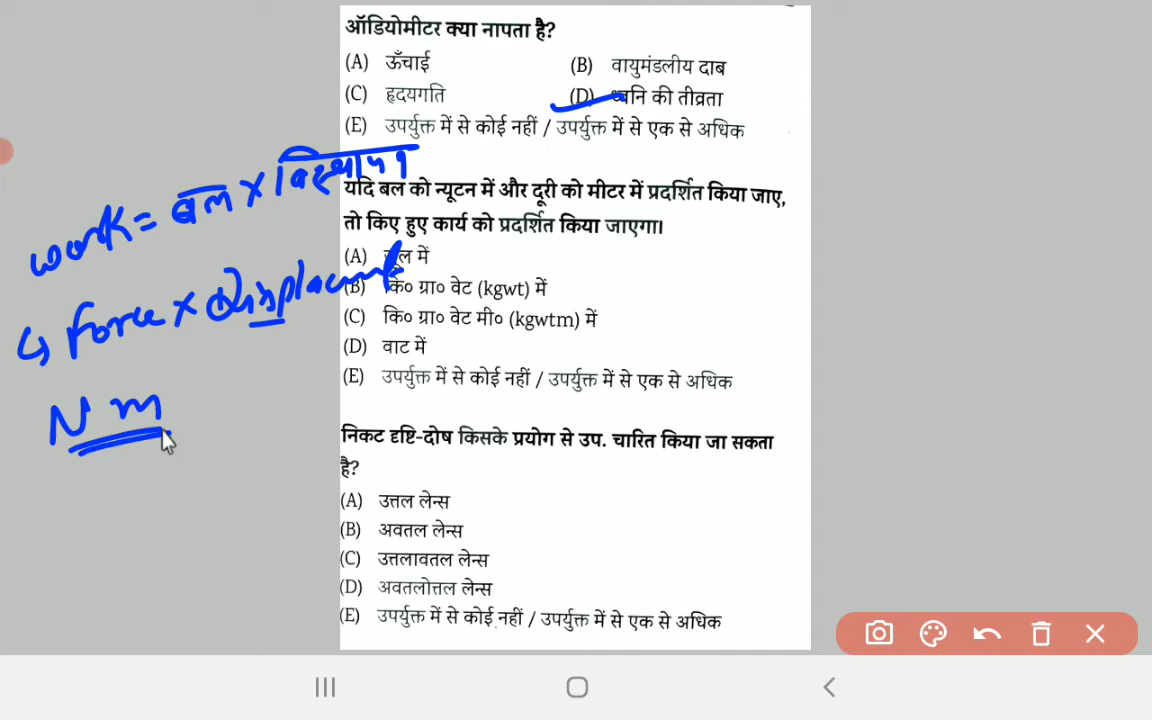 ऑडियोमीटर क्या नापता है?
(A) ऊँचाई (B) वायुमंडलीय दाब
(C) हृदयगति (D) ध्वनि की तीव्रता
(E) उपर्युक्त में से कोई नहीं / उपर्युक्त में से एक से अधिक
work = बल × विस्थापन
यदि बल को न्यूटन में और दूरी को मीटर में प्रदर्शित किया जाए,
तो किए हुए कार्य को प्रदर्शित किया जाएगा।
(A) जूल में
Force ×
(B) कि० ग्रा० वेट (kgwt) में
(C) कि० ग्रा० वेट मी० (kgwtm) में
(D) वाट में
(E) उपर्युक्त में से कोई नहीं / उपर्युक्त में से एक से अधिक
N m
निकट दृष्टि-दोष किसके प्रयोग से उप. चारित किया जा सकता
है?
(A) उत्तल लेन्स
(B) अवतल लेन्स
(C) उत्तलावतल लेन्स
(D) अवतलोत्तल लेन्स
(E) उपर्युक्त में से कोई नहीं / उपर्युक्त में से एक से अधिक